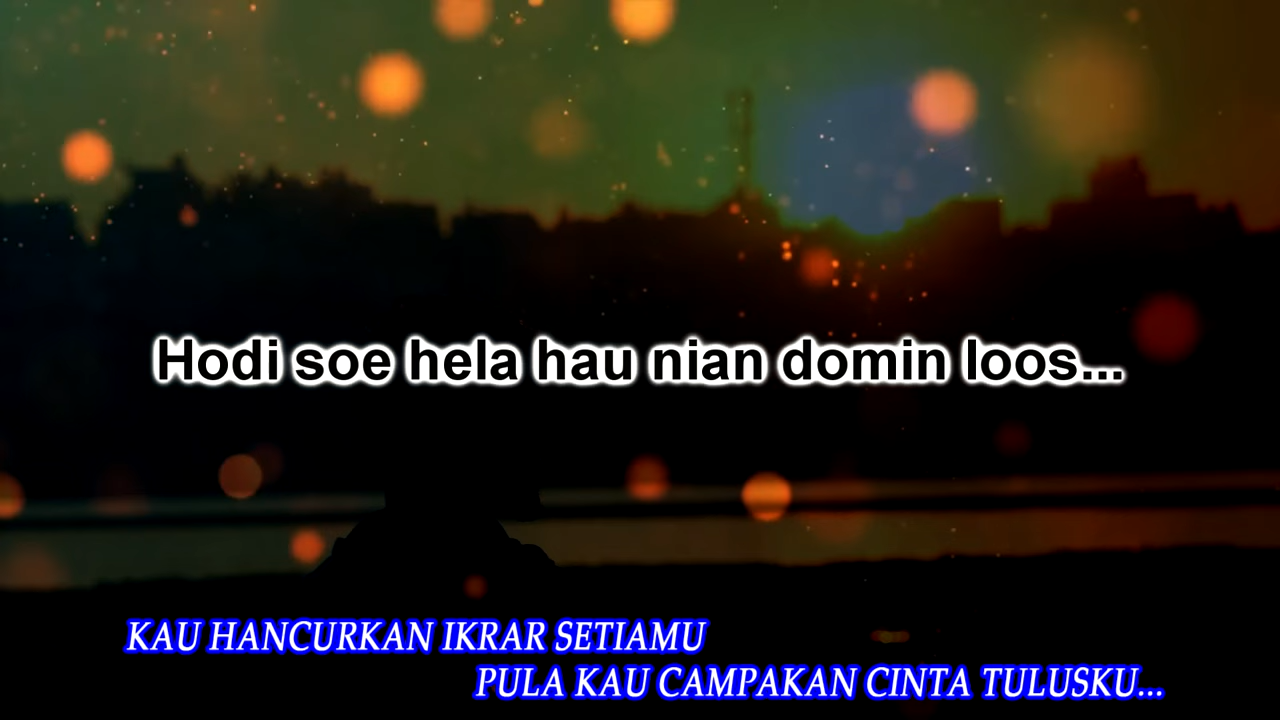 Hodi soe hela hau nian domin loos...
KAU HANCURKAN IKRAR SETIAMU
PULA KAU CAMPAKAN CINTA TULUSKU...